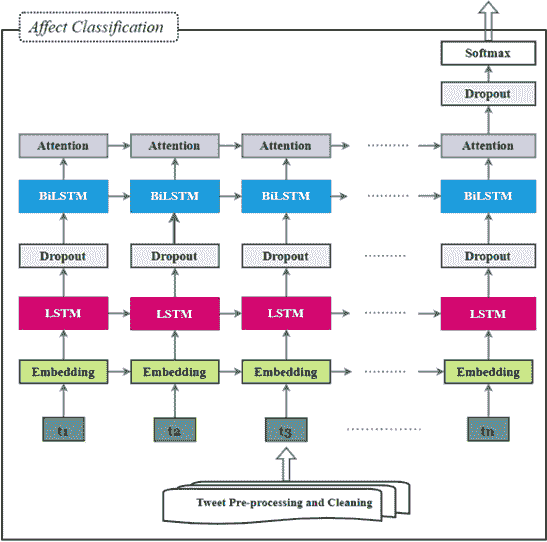 Affect Classification
Softmax
Dropout
Attention Attention Attention Attention
BiLSTM BiLSTM BiLSTM BiLSTM
Dropout Dropout Dropout Dropout
LSTM LSTM LSTM LSTM
Embedding Embedding Embedding Embedding
t1 t2 t3 tn
Tweet Pre-processing and Cleaning